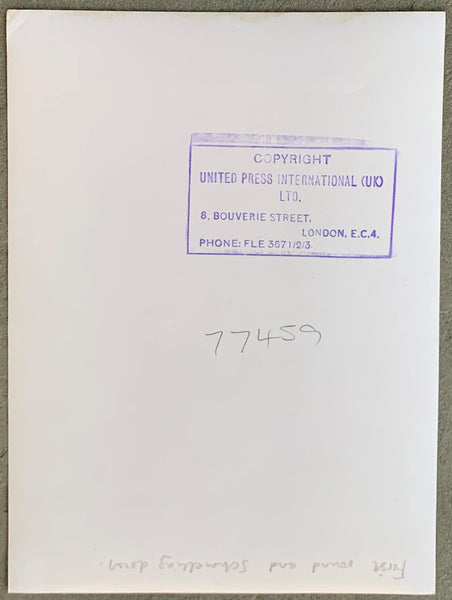 COPYRIGHT
UNITED PRESS INTERNATIONAL (UK)
LTD.
8, BOUVERIE STREET,
LONDON, E.C.4.
PHONE: FLE 3671/2/3
77459
First round and Schmeling down.